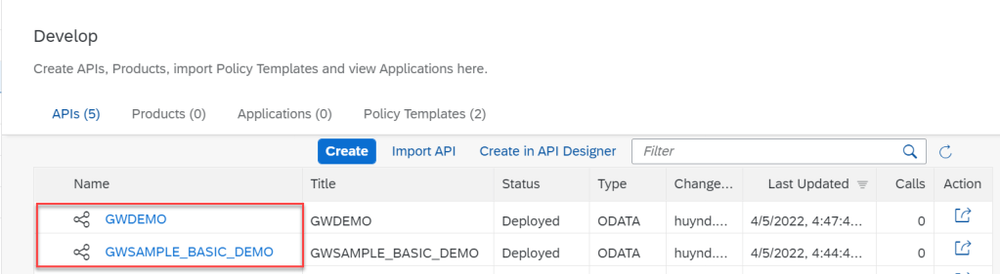 Develop
Create APIs, Products, import Policy Templates and view Applications here.
APIs (5) Products (0) Applications (0) Policy Templates (2)
Create Import API Create in API Designer Filter
Name Title Status Type Change... Last Updated Calls Action
GWDEMO GWDEMO Deployed ODATA huynd.... 4/5/2022, 4:47:4... 0
GWSAMPLE_BASIC_DEMO GWSAMPLE_BASIC_DEMO Deployed ODATA huynd.... 4/5/2022, 4:44:4... 0